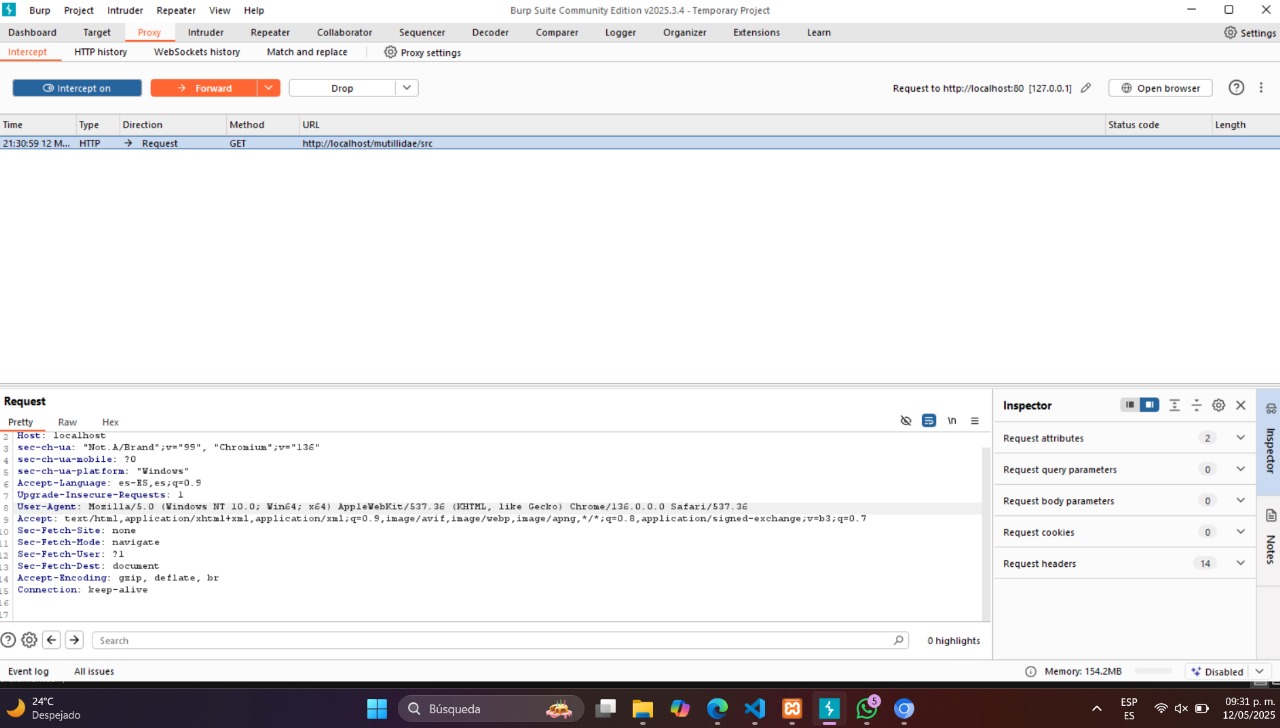 Burp Project Intruder Repeater View Help Burp Suite Community Edition v2025.3.4 - Temporary Project
Dashboard Target Proxy Intruder Repeater Collaborator Sequencer Decoder Comparer Logger Organizer Extensions Learn Settings
Intercept HTTP history WebSockets history Match and replace Proxy settings
Intercept on Forward Drop Request to http://localhost:80 [127.0.0.1] Open browser
Time Type Direction Method URL Status code Length
21:30:59 12 M... HTTP Request GET http://localhost/mutillidae/src
Request
Pretty Raw Hex \n
2 Host: localhost
3 sec-ch-ua: "Not.A/Brand";v="99", "Chromium";v="136"
4 sec-ch-ua-mobile: ?0
5 sec-ch-ua-platform: "Windows"
6 Accept-Language: es-ES,es;q=0.9
7 Upgrade-Insecure-Requests: 1
8 User-Agent: Mozilla/5.0 (Windows NT 10.0; Win64; x64) AppleWebKit/537.36 (KHTML, like Gecko) Chrome/136.0.0.0 Safari/537.36
9 Accept: text/html,application/xhtml+xml,application/xml;q=0.9,image/avif,image/webp,image/apng,*/*;q=0.8,application/signed-exchange;v=b3;q=0.7
10 Sec-Fetch-Site: none
11 Sec-Fetch-Mode: navigate
12 Sec-Fetch-User: ?1
13 Sec-Fetch-Dest: document
14 Accept-Encoding: gzip, deflate, br
15 Connection: keep-alive
16
17
Search 0 highlights
Inspector
Request attributes 2
Request query parameters 0
Request body parameters 0
Request cookies 0
Request headers 14
Inspector
Notes
Event log All issues Memory: 154.2MB Disabled
24°C
Despejado
Búsqueda
5
ESP
ES
09:31 p. m.
12/05/2025